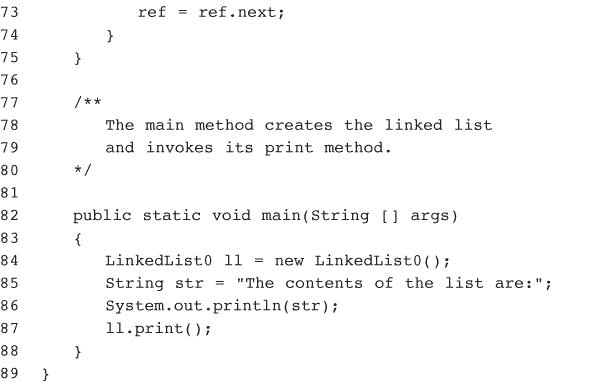 73            ref = ref.next;
74         }
75      }
76
77      /**
78         The main method creates the linked list
79         and invokes its print method.
80      */
81
82      public static void main(String [] args)
83      {
84         LinkedList0 ll = new LinkedList0();
85         String str = "The contents of the list are:";
86         System.out.println(str);
87         ll.print();
88      }
89   }